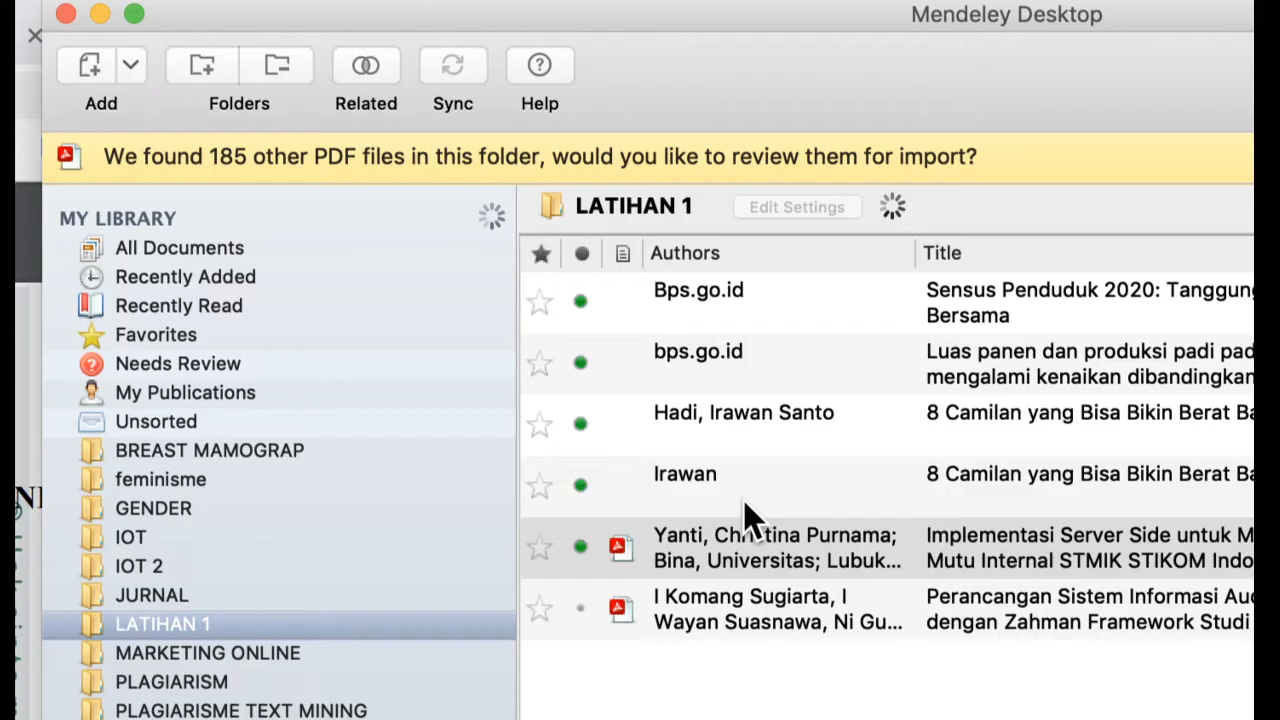 Mendeley Desktop
Add
Folders
Related
Sync
Help
We found 185 other PDF files in this folder, would you like to review them for import?
MY LIBRARY
All Documents
Recently Added
Recently Read
Favorites
Needs Review
My Publications
Unsorted
BREAST MAMOGRAP
feminisme
GENDER
IOT
IOT 2
JURNAL
LATIHAN 1
MARKETING ONLINE
PLAGIARISM
PLAGIARISME TEXT MINING
LATIHAN 1
Edit Settings
Authors
Title
Bps.go.id
Sensus Penduduk 2020: Tanggung
Bersama
bps.go.id
Luas panen dan produksi padi pad
mengalami kenaikan dibandingkan
Hadi, Irawan Santo
8 Camilan yang Bisa Bikin Berat Ba
Irawan
8 Camilan yang Bisa Bikin Berat Ba
Yanti, Christina Purnama;
Bina, Universitas; Lubuk...
Implementasi Server Side untuk M
Mutu Internal STMIK STIKOM Indo
I Komang Sugiarta, I
Wayan Suasnawa, Ni Gu...
Perancangan Sistem Informasi Aud
dengan Zahman Framework Studi